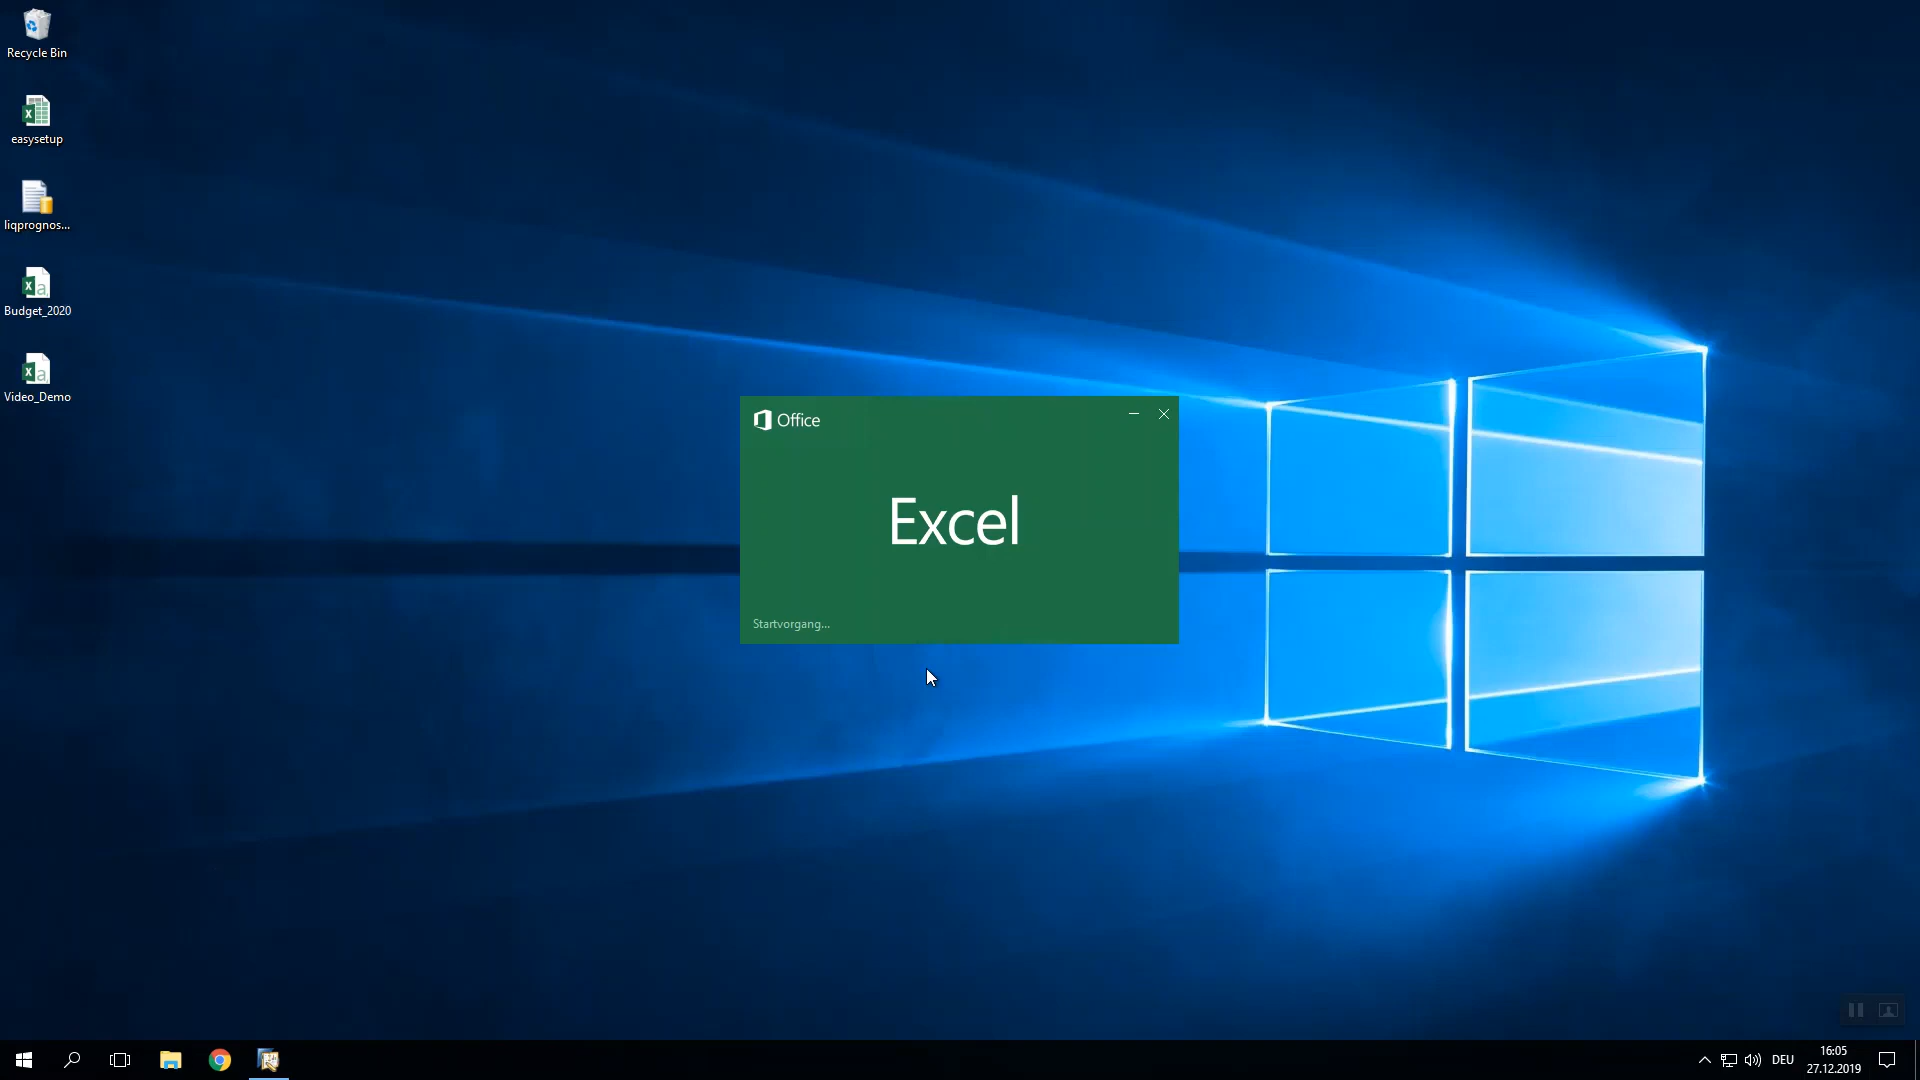 Recycle Bin
easysetup
liqprognos...
Budget_2020
Video_Demo
Office
Excel
Startvorgang...
DEU
16:05
27.12.2019